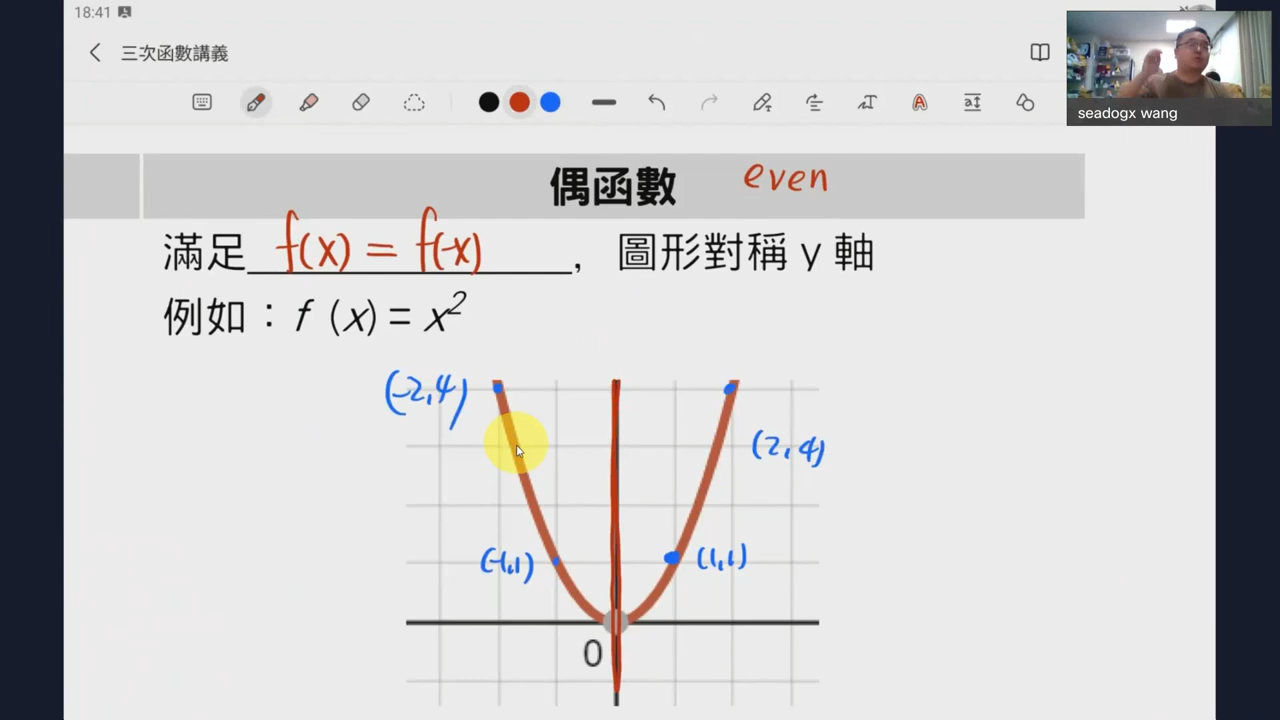 18:41
三次函數講義
seadogx wang
偶函數 even
滿足 f(x) = f(-x), 圖形對稱 y 軸
例如：f (x) = x²
(-2,4)
(2,4)
(-1,1)
(1,1)
0